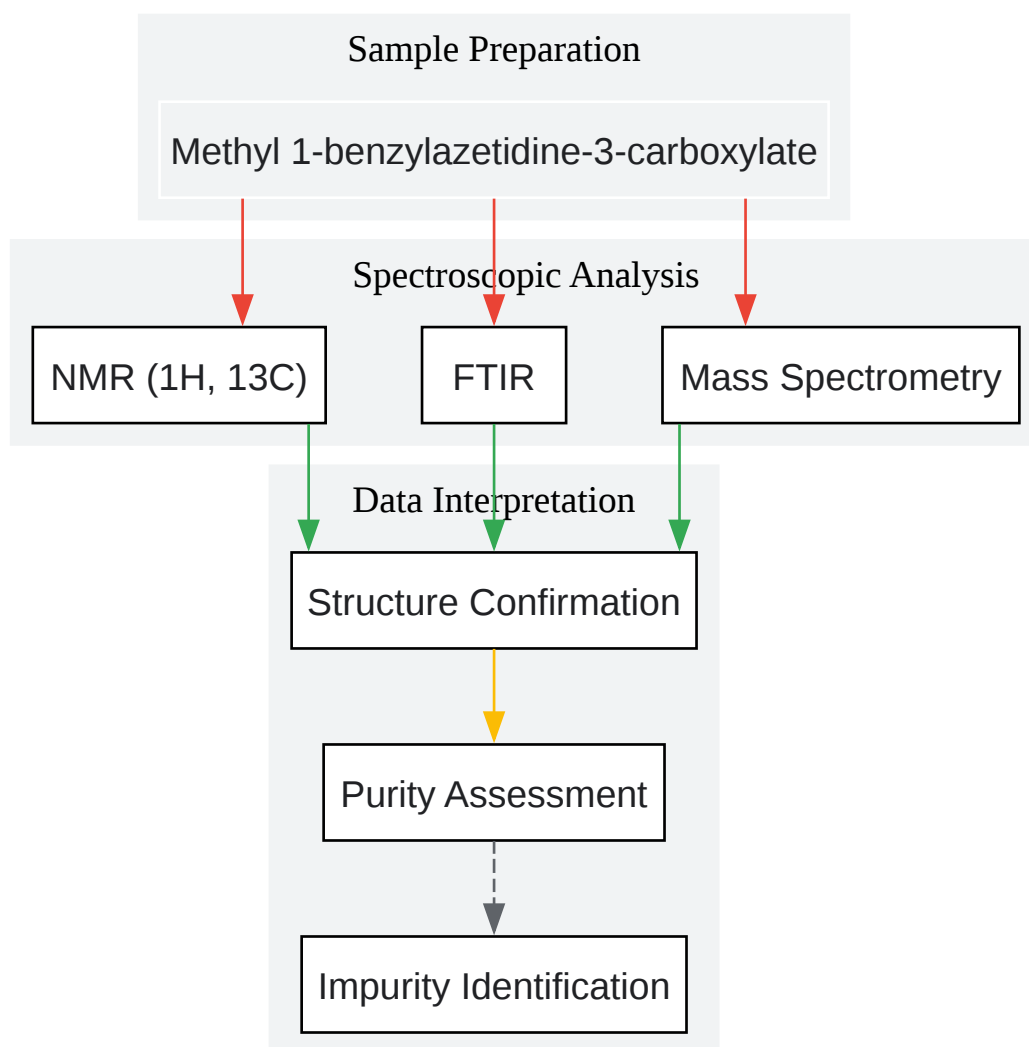 Sample Preparation
Methyl 1-benzylazetidine-3-carboxylate
Spectroscopic Analysis
NMR (1H, 13C)
FTIR
Mass Spectrometry
Data Interpretation
Structure Confirmation
Purity Assessment
Impurity Identification